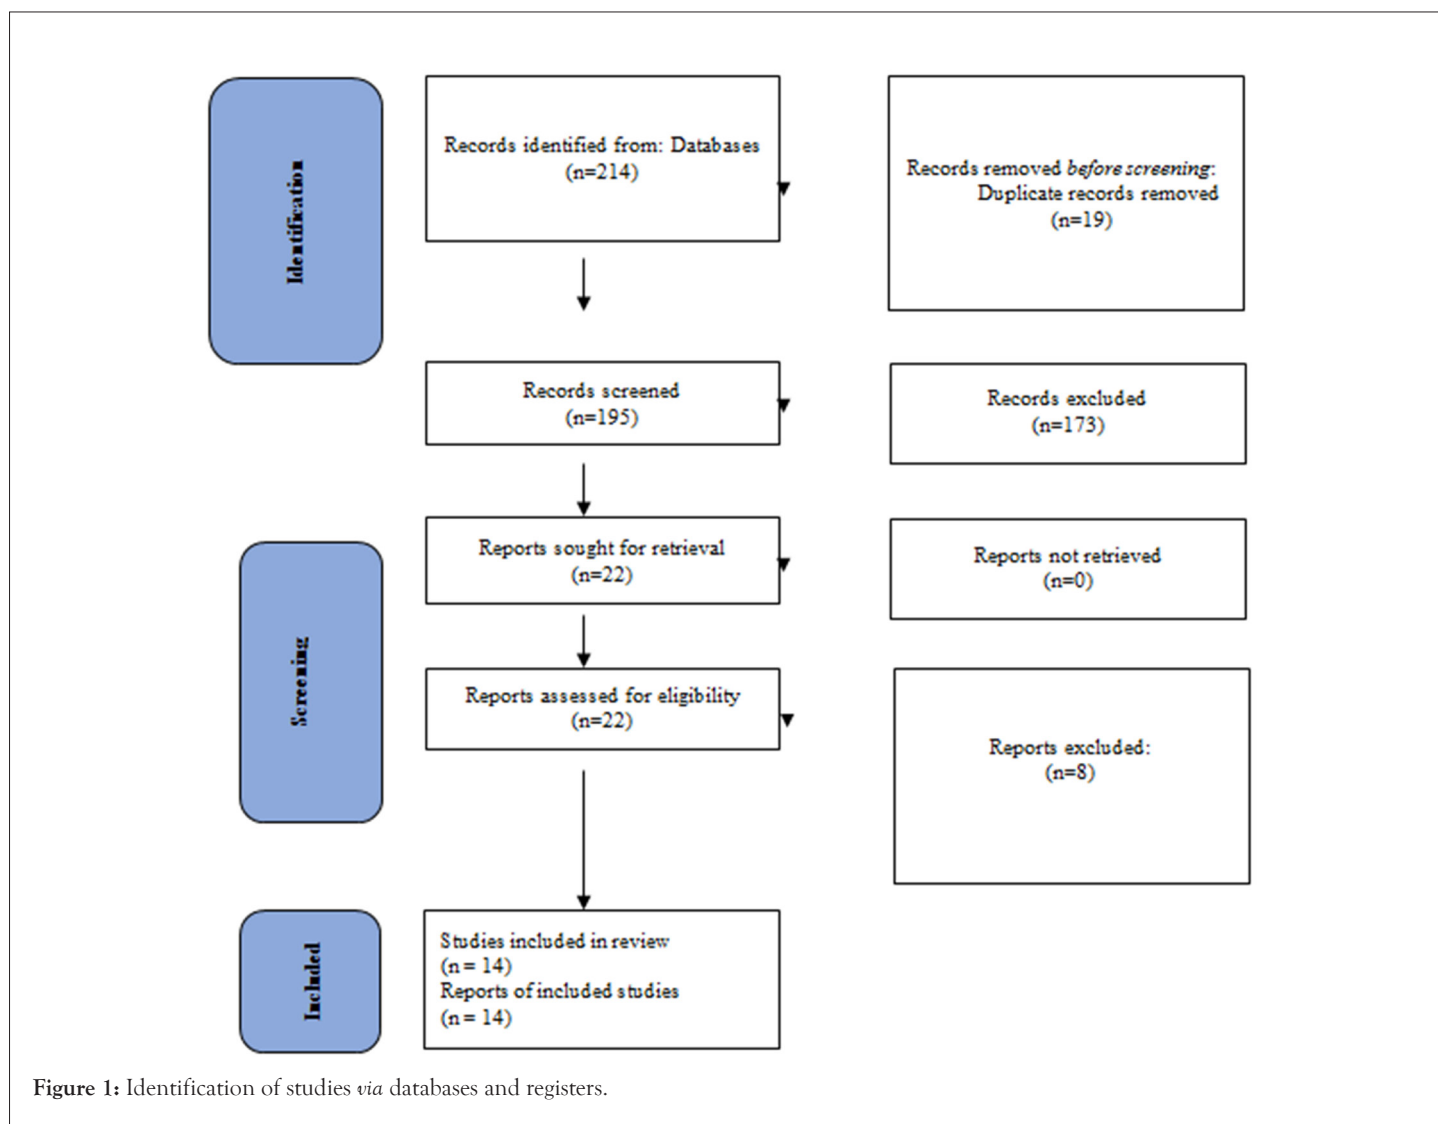 Identification
Records identified from: Databases
(n=214)
Records removed before screening:
Duplicate records removed
(n=19)
Records screened
(n=195)
Records excluded
(n=173)
Screening
Reports sought for retrieval
(n=22)
Reports not retrieved
(n=0)
Reports assessed for eligibility
(n=22)
Reports excluded:
(n=8)
Included
Studies included in review
(n = 14)
Reports of included studies
(n = 14)
Figure 1: Identification of studies via databases and registers.